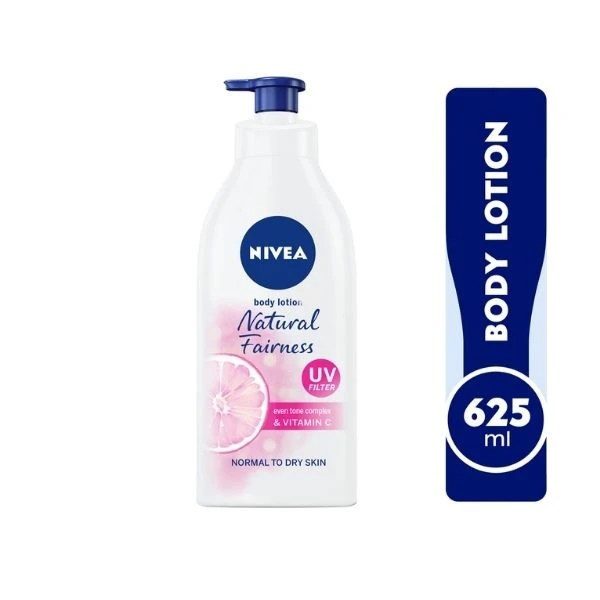 NIVEA
body lotion
Natural
Fairness
UV
FILTER
even tone complex
& VITAMIN C
NORMAL TO DRY SKIN
BODY LOTION
625
ml